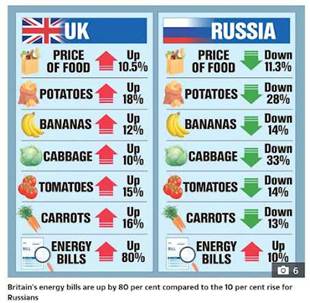 UK
PRICE OF FOOD Up 10.5%
POTATOES Up 18%
BANANAS Up 12%
CABBAGE Up 10%
TOMATOES Up 15%
CARROTS Up 16%
ENERGY BILLS Up 80%
RUSSIA
PRICE OF FOOD Down 11.3%
POTATOES Down 28%
BANANAS Down 14%
CABBAGE Down 33%
TOMATOES Down 14%
CARROTS Down 13%
ENERGY BILLS Up 10%
6
Britain's energy bills are up by 80 per cent compared to the 10 per cent rise for
Russians